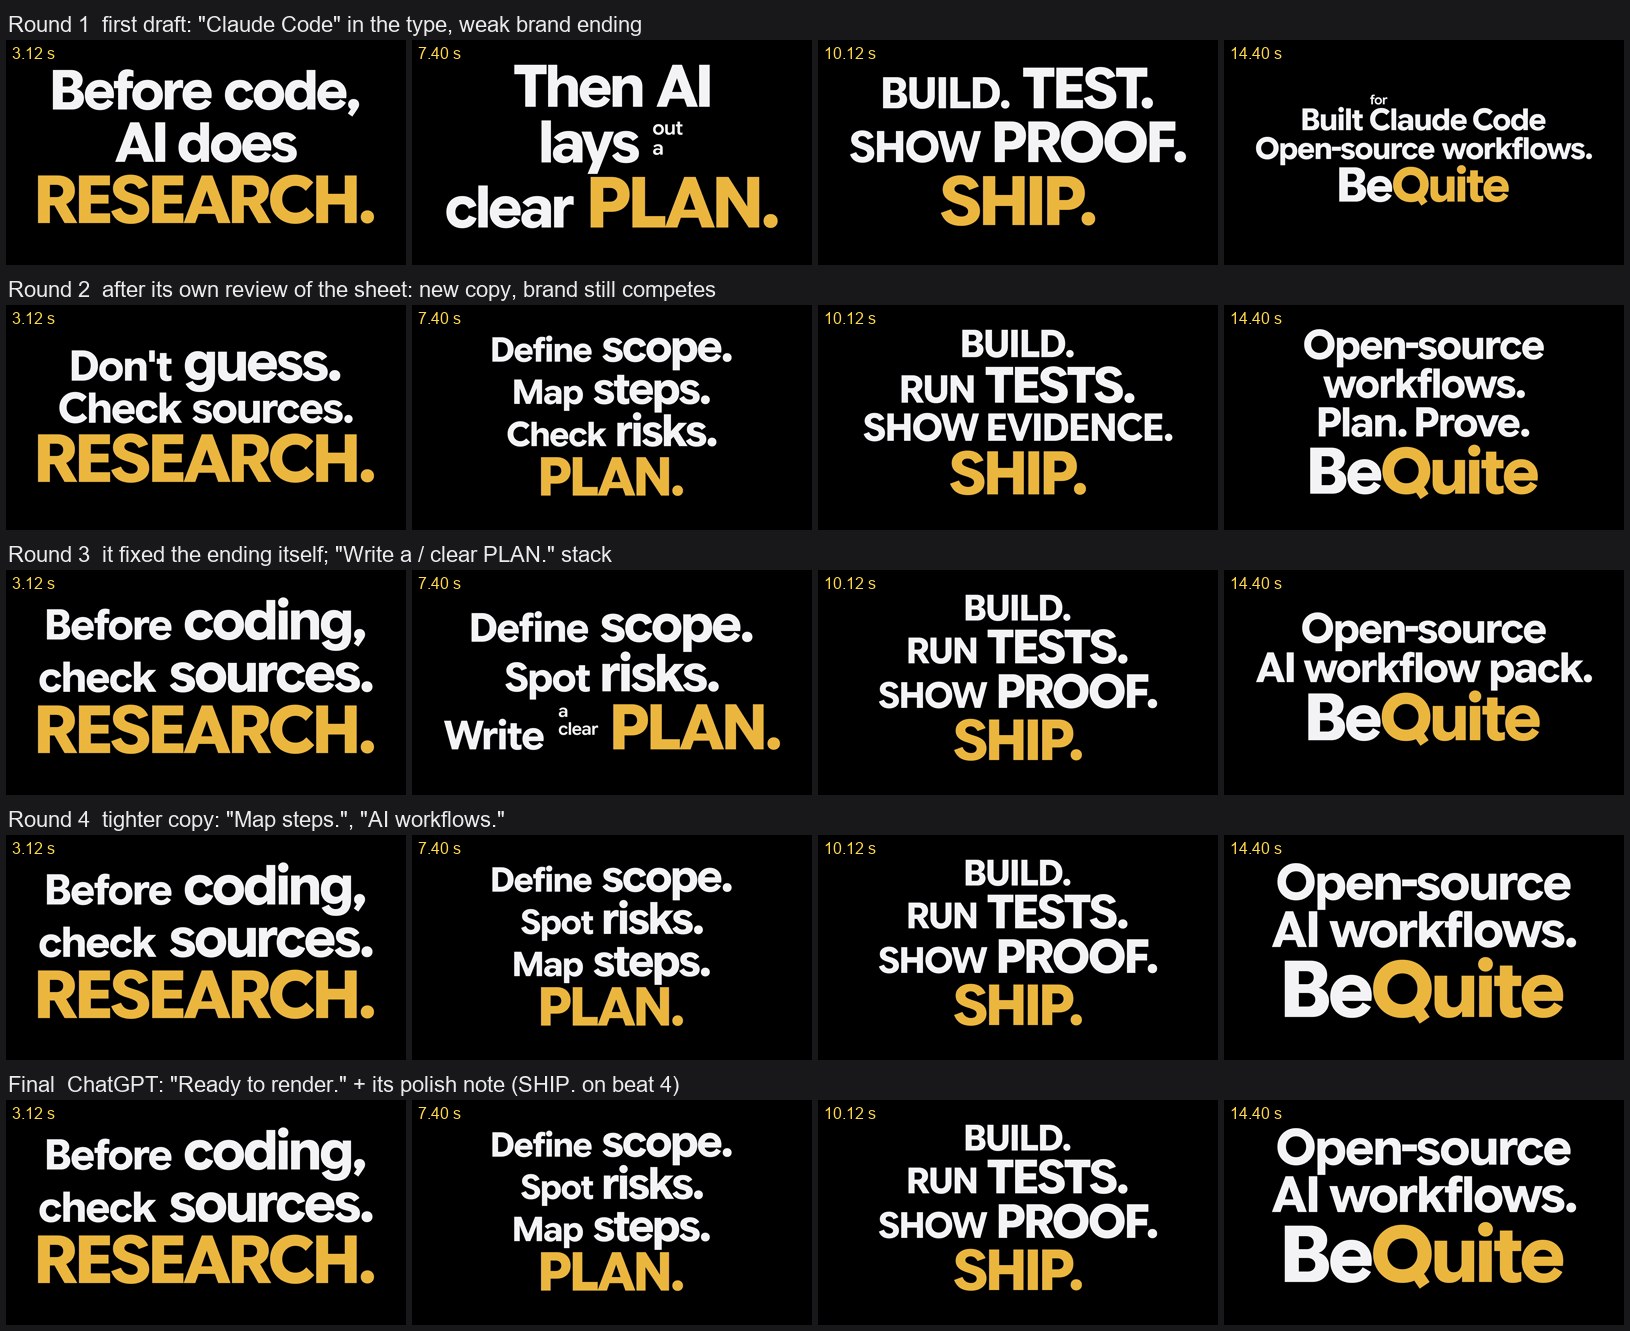 Round 1 first draft: "Claude Code" in the type, weak brand ending
3.12 s
Before code,
AI does
RESEARCH.
7.40 s
Then AI
lays out a
clear PLAN.
10.12 s
BUILD. TEST.
SHOW PROOF.
SHIP.
14.40 s
Built for Claude Code
Open-source workflows.
BeQuite
Round 2 after its own review of the sheet: new copy, brand still competes
3.12 s
Don't guess.
Check sources.
RESEARCH.
7.40 s
Define scope.
Map steps.
Check risks.
PLAN.
10.12 s
BUILD.
RUN TESTS.
SHOW EVIDENCE.
SHIP.
14.40 s
Open-source
workflows.
Plan. Prove.
BeQuite
Round 3 it fixed the ending itself; "Write a / clear PLAN." stack
3.12 s
Before coding,
check sources.
RESEARCH.
7.40 s
Define scope.
Spot risks.
Write a clear PLAN.
10.12 s
BUILD.
RUN TESTS.
SHOW PROOF.
SHIP.
14.40 s
Open-source
AI workflow pack.
BeQuite
Round 4 tighter copy: "Map steps.", "AI workflows."
3.12 s
Before coding,
check sources.
RESEARCH.
7.40 s
Define scope.
Spot risks.
Map steps.
PLAN.
10.12 s
BUILD.
RUN TESTS.
SHOW PROOF.
SHIP.
14.40 s
Open-source
AI workflows.
BeQuite
Final ChatGPT: "Ready to render." + its polish note (SHIP. on beat 4)
3.12 s
Before coding,
check sources.
RESEARCH.
7.40 s
Define scope.
Spot risks.
Map steps.
PLAN.
10.12 s
BUILD.
RUN TESTS.
SHOW PROOF.
SHIP.
14.40 s
Open-source
AI workflows.
BeQuite